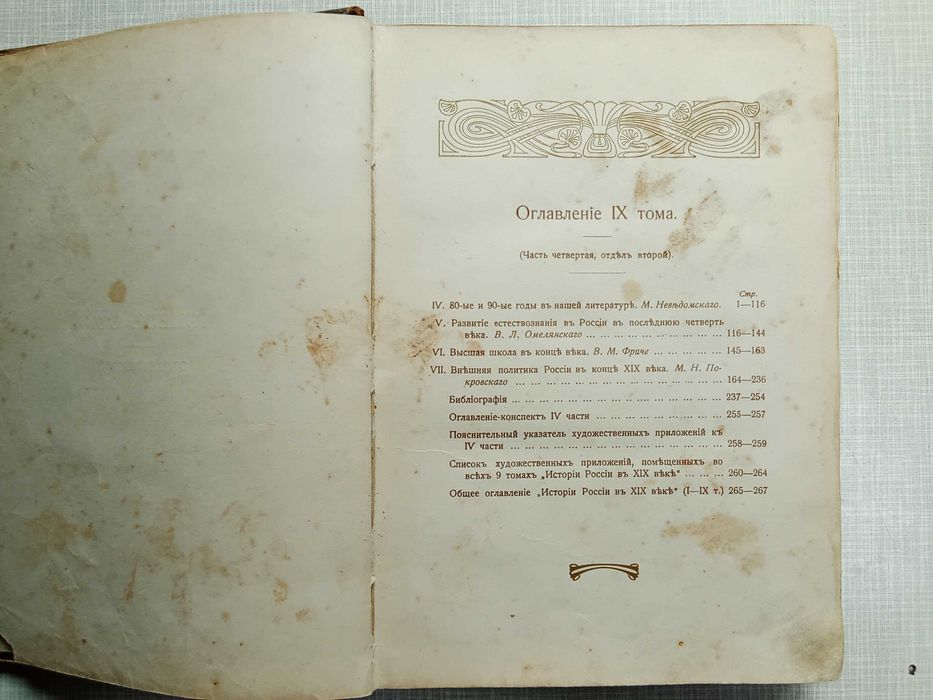 Оглавленіе IX тома.
(Часть четвертая, отдѣлъ второй).
Стр.
IV. 80-ые и 90-ые годы въ нашей литературѣ. М. Невѣдомскаго. 1—116
V. Развитіе естествознанія въ Россіи въ послѣднюю четверть
вѣка. В. Л. Омелянскаго ... ... ... ... ... ... ... ... 116—144
VI. Высшая школа въ концѣ вѣка. В. М. Фриче ... ... ... ... 145—163
VII. Внѣшняя политика Россіи въ концѣ XIX вѣка. М. Н. По-
кровскаго ... ... ... ... ... ... ... ... ... ... ... ... 164—236
Библіографія ... ... ... ... ... ... ... ... ... ... ... ... 237—254
Оглавленіе-конспектъ IV части ... ... ... ... ... ... ... 255—257
Пояснительный указатель художественныхъ приложеній къ
IV части ... ... ... ... ... ... ... ... ... ... ... ... 258—259
Списокъ художественныхъ приложеній, помѣщенныхъ во
всѣхъ 9 томахъ „Исторіи Россіи въ XIX вѣкѣ“ ... ... ... 260—264
Общее оглавленіе „Исторіи Россіи въ XIX вѣкѣ“ (I—IX т.) 265—267